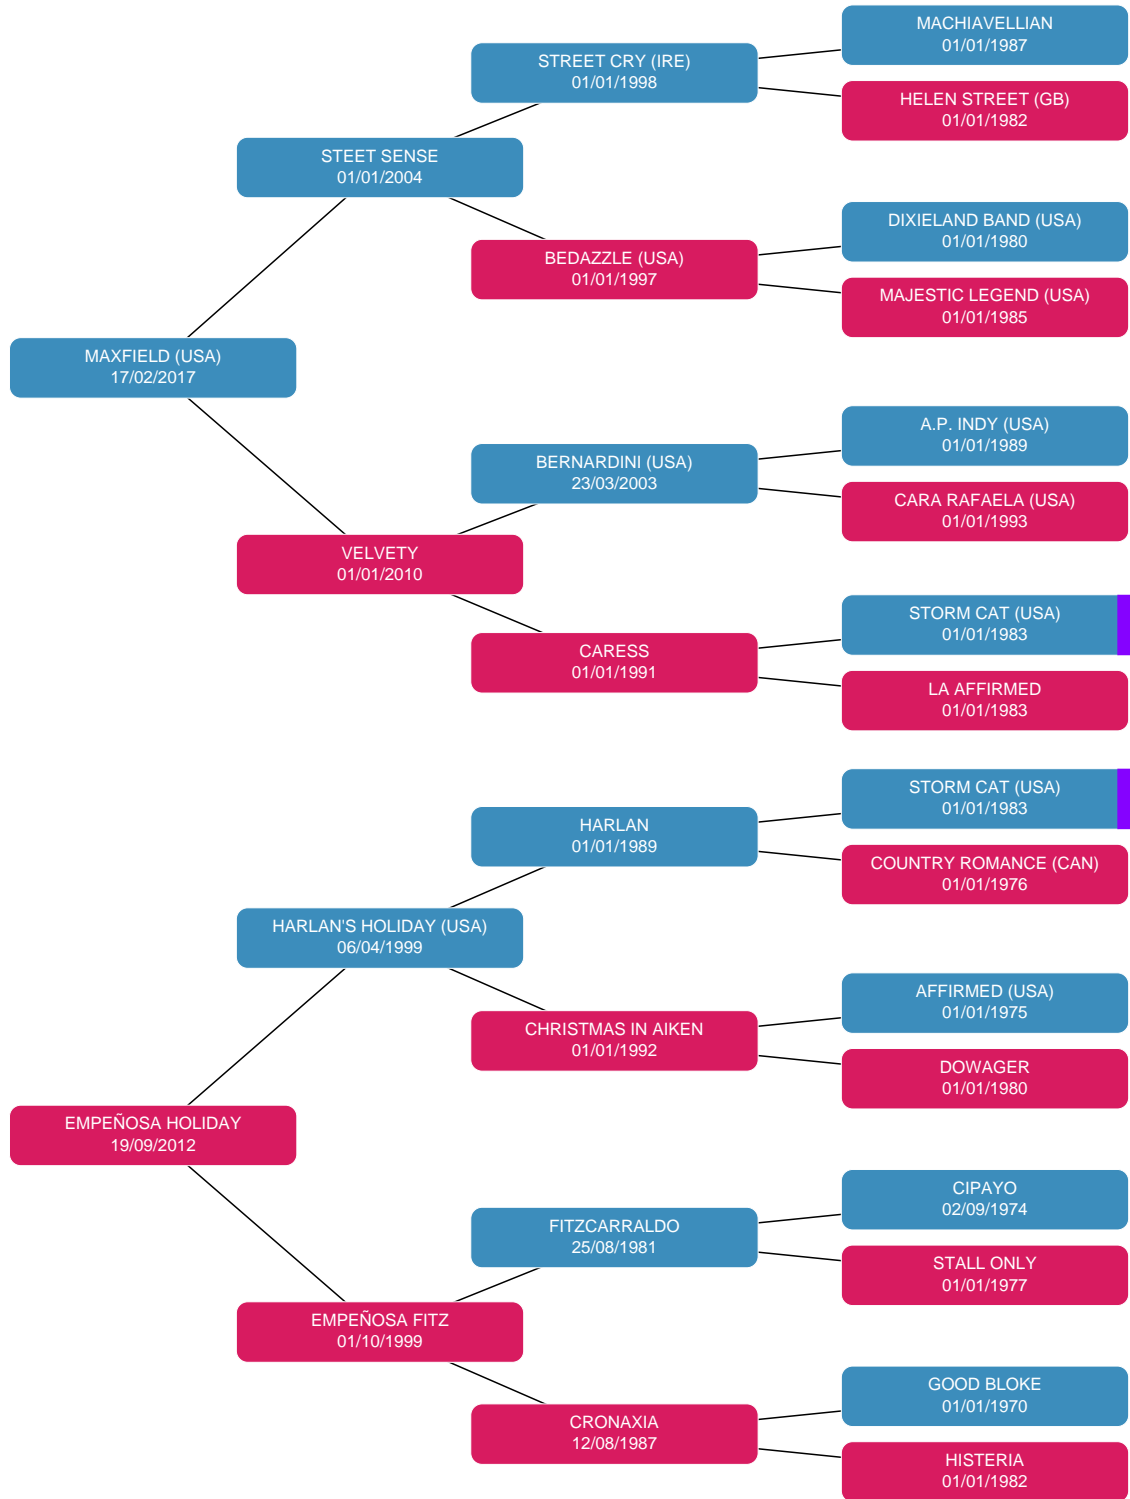 MACHIAVELLIAN
01/01/1987
STREET CRY (IRE)
01/01/1998
HELEN STREET (GB)
01/01/1982
STEET SENSE
01/01/2004
DIXIELAND BAND (USA)
01/01/1980
BEDAZZLE (USA)
01/01/1997
MAJESTIC LEGEND (USA)
01/01/1985
MAXFIELD (USA)
17/02/2017
A.P. INDY (USA)
01/01/1989
BERNARDINI (USA)
23/03/2003
CARA RAFAELA (USA)
01/01/1993
VELVETY
01/01/2010
STORM CAT (USA)
01/01/1983
CARESS
01/01/1991
LA AFFIRMED
01/01/1983
STORM CAT (USA)
01/01/1983
HARLAN
01/01/1989
COUNTRY ROMANCE (CAN)
01/01/1976
HARLAN'S HOLIDAY (USA)
06/04/1999
AFFIRMED (USA)
01/01/1975
CHRISTMAS IN AIKEN
01/01/1992
DOWAGER
01/01/1980
EMPEÑOSA HOLIDAY
19/09/2012
CIPAYO
02/09/1974
FITZCARRALDO
25/08/1981
STALL ONLY
01/01/1977
EMPEÑOSA FITZ
01/10/1999
GOOD BLOKE
01/01/1970
CRONAXIA
12/08/1987
HISTERIA
01/01/1982